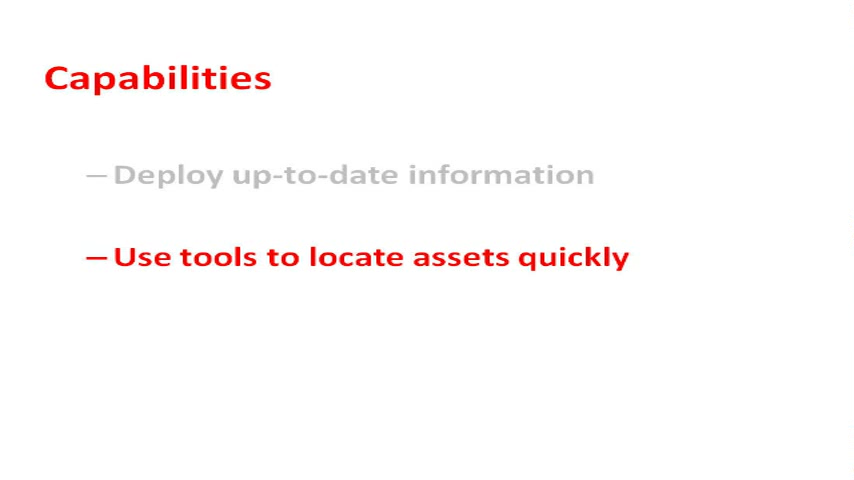 Capabilities
– Deploy up-to-date information
– Use tools to locate assets quickly